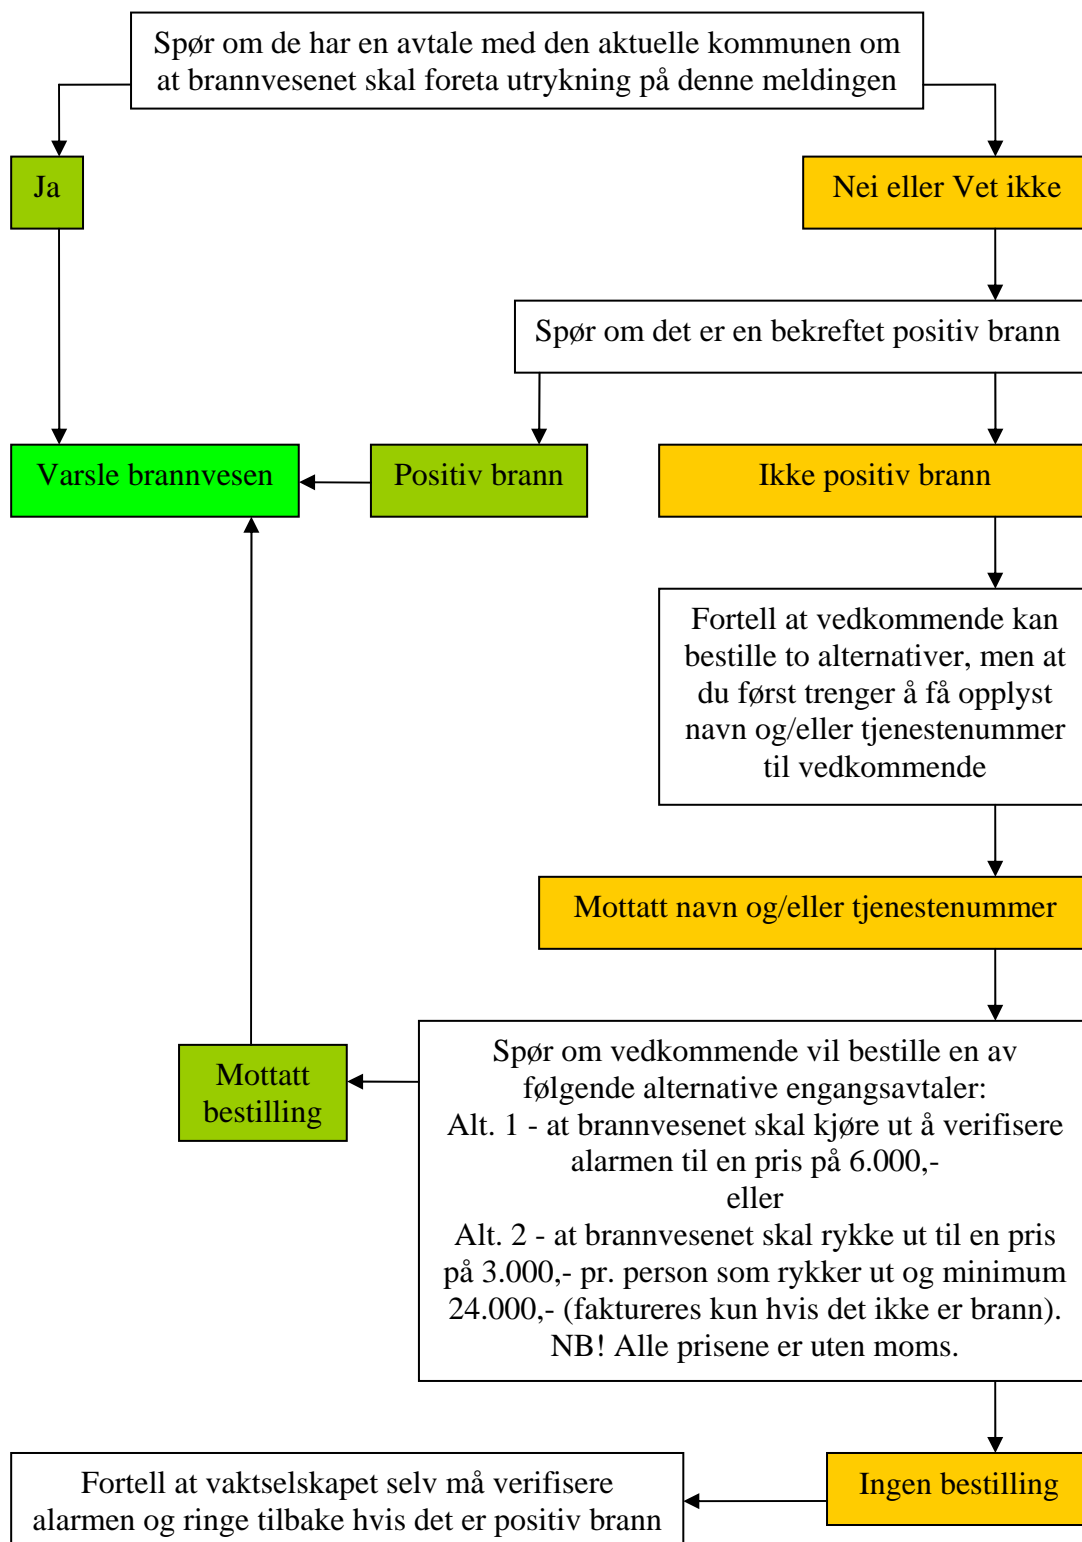 Spør om de har en avtale med den aktuelle kommunen om
at brannvesenet skal foreta utrykning på denne meldingen
Ja
Nei eller Vet ikke
Spør om det er en bekreftet positiv brann
Varsle brannvesen
Positiv brann
Ikke positiv brann
Fortell at vedkommende kan
bestille to alternativer, men at
du først trenger å få opplyst
navn og/eller tjenestenummer
til vedkommende
Mottatt navn og/eller tjenestenummer
Mottatt
bestilling
Spør om vedkommende vil bestille en av
følgende alternative engangsavtaler:
Alt. 1 - at brannvesenet skal kjøre ut å verifisere
alarmen til en pris på 6.000,-
eller
Alt. 2 - at brannvesenet skal rykke ut til en pris
på 3.000,- pr. person som rykker ut og minimum
24.000,- (faktureres kun hvis det ikke er brann).
NB! Alle prisene er uten moms.
Ingen bestilling
Fortell at vaktselskapet selv må verifisere
alarmen og ringe tilbake hvis det er positiv brann